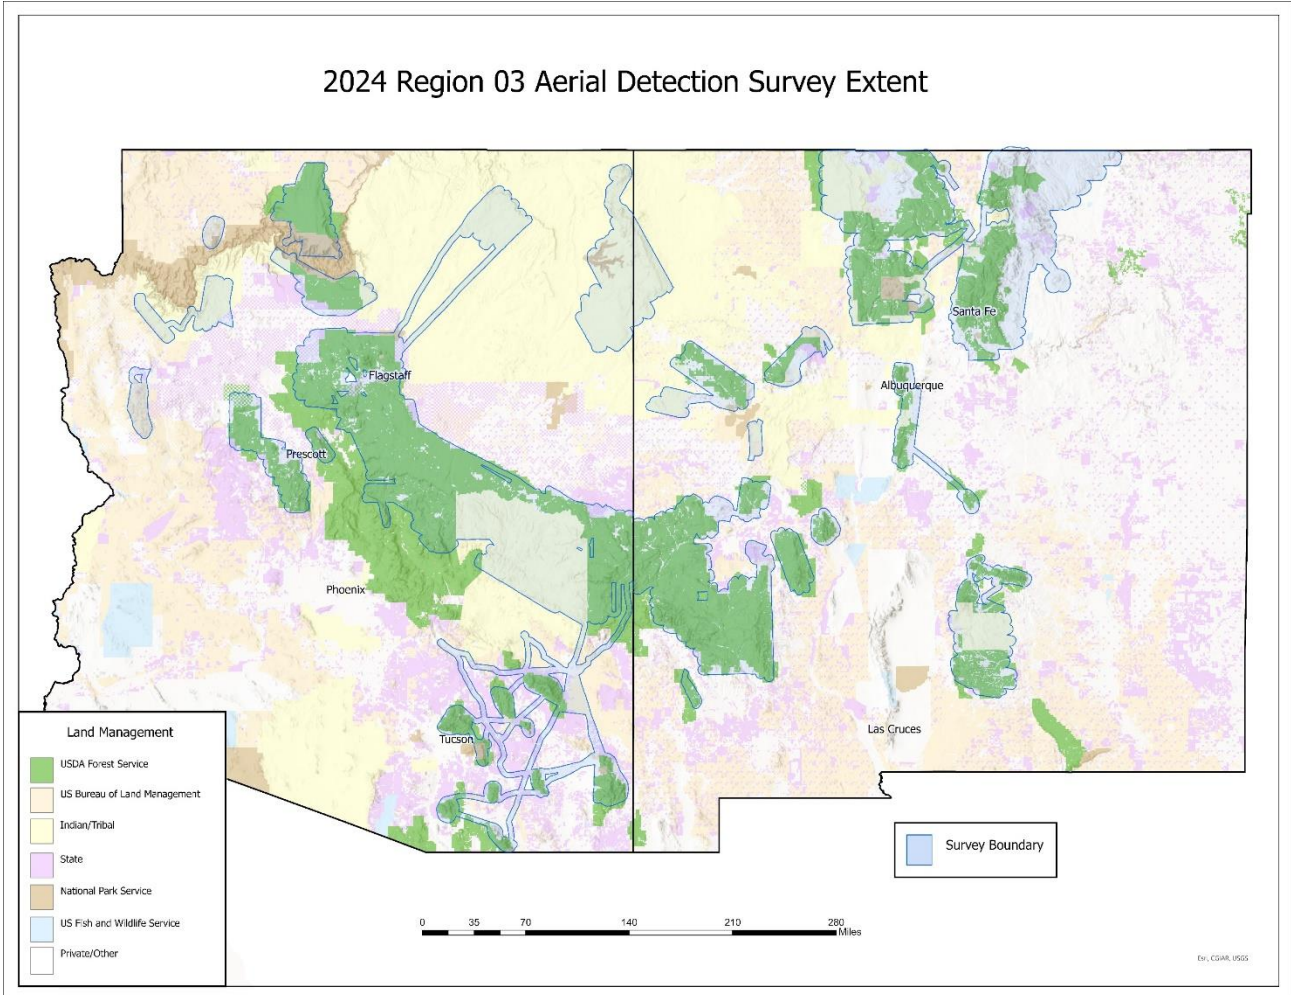 2024 Region 03 Aerial Detection Survey Extent
Santa Fe
Flagstaff
Albuquerque
Prescott
Phoenix
Las Cruces
Tucson
Land Management
USDA Forest Service
US Bureau of Land Management
Indian/Tribal
State
National Park Service
US Fish and Wildlife Service
Private/Other
Survey Boundary
0 35 70 140 210 280
Miles
Esri, CGIAR, USGS